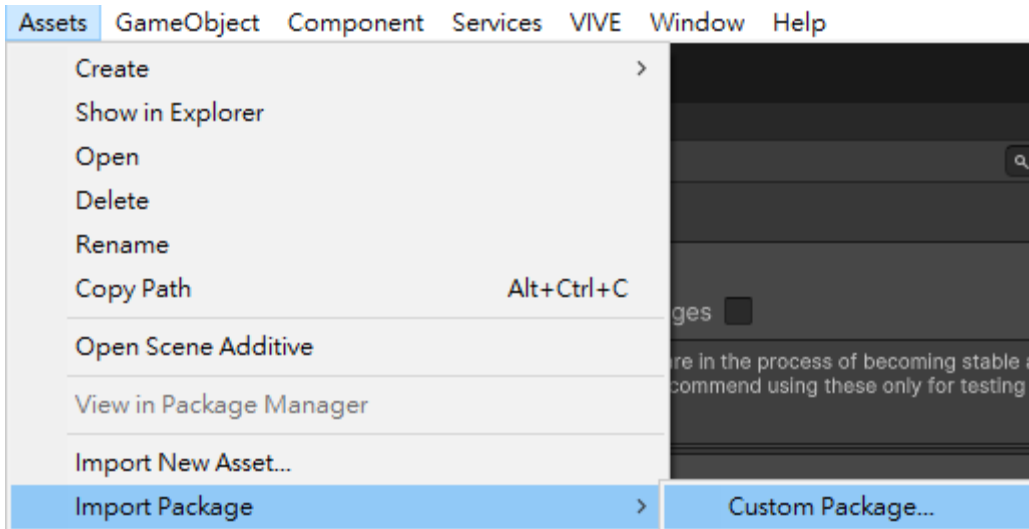 Assets GameObject Component Services VIVE Window Help
Create
Show in Explorer
Open
Delete
Rename
Copy Path Alt+Ctrl+C
ges
Open Scene Additive
re in the process of becoming stable
commend using these only for testing
View in Package Manager
Import New Asset...
Import Package
Custom Package...